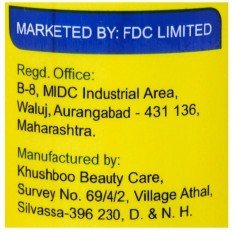 MARKETED BY: FDC LIMITED
Regd. Office:
B-8, MIDC Industrial Area,
Waluj, Aurangabad - 431 136,
Maharashtra.
Manufactured by:
Khushboo Beauty Care,
Survey No. 69/4/2, Village Athal,
Silvassa-396 230, D. & N. H.